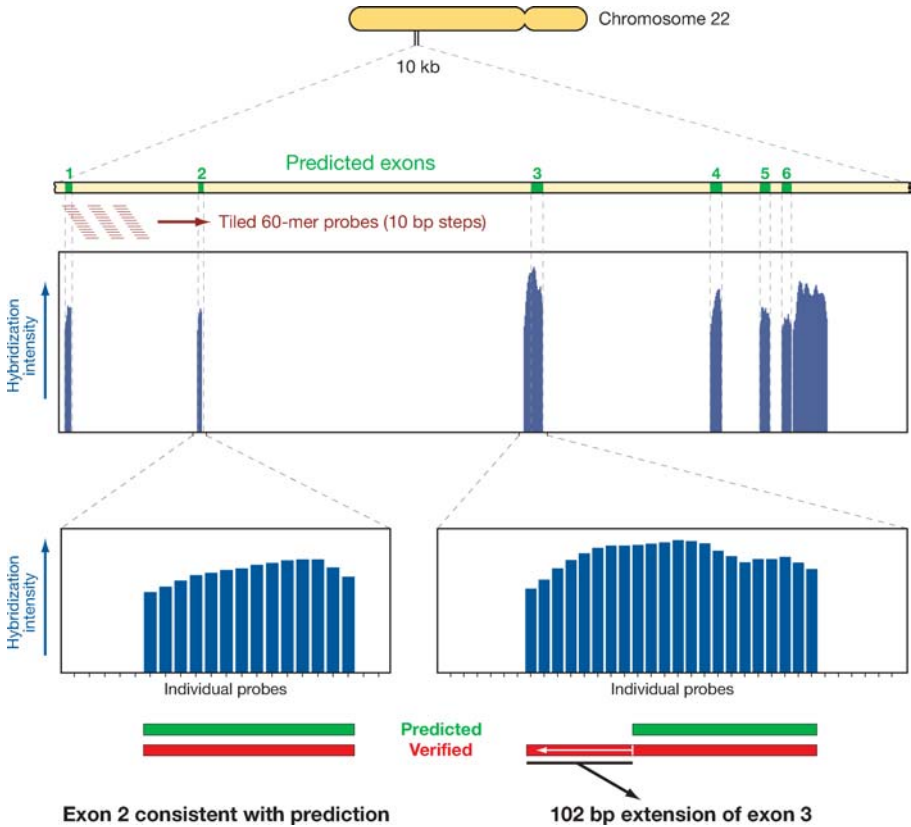 Chromosome 22
10 kb
Predicted exons
1 2 3 4 5 6
Tiled 60-mer probes (10 bp steps)
Hybridization
intensity
Hybridization
intensity
Individual probes
Individual probes
Predicted
Verified
Exon 2 consistent with prediction
102 bp extension of exon 3